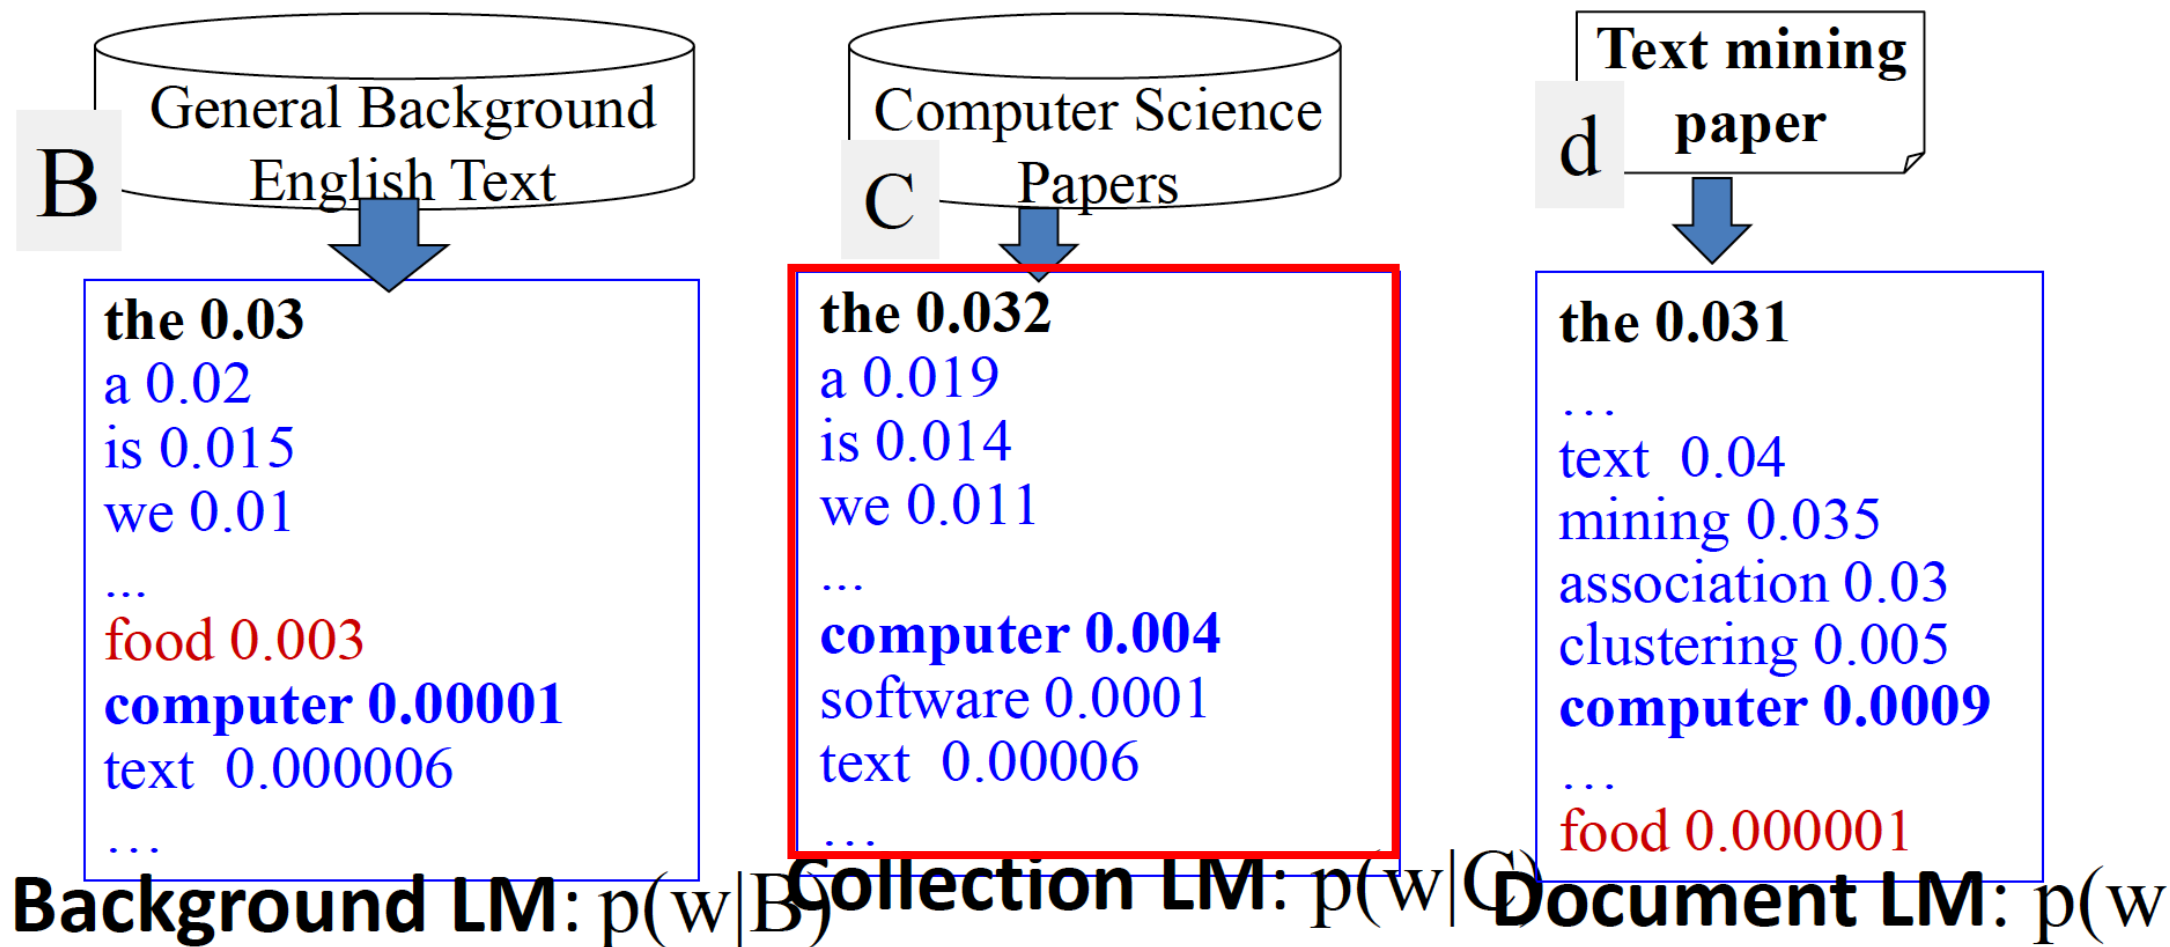 General Background
English Text
B
the 0.03
a 0.02
is 0.015
we 0.01
...
food 0.003
computer 0.00001
text 0.000006
…
Background LM: p(w|B)
Computer Science
Papers
C
the 0.032
a 0.019
is 0.014
we 0.011
...
computer 0.004
software 0.0001
text 0.00006
…
Collection LM: p(w|C)
Text mining
paper
d
the 0.031
…
text 0.04
mining 0.035
association 0.03
clustering 0.005
computer 0.0009
…
food 0.000001
Document LM: p(w